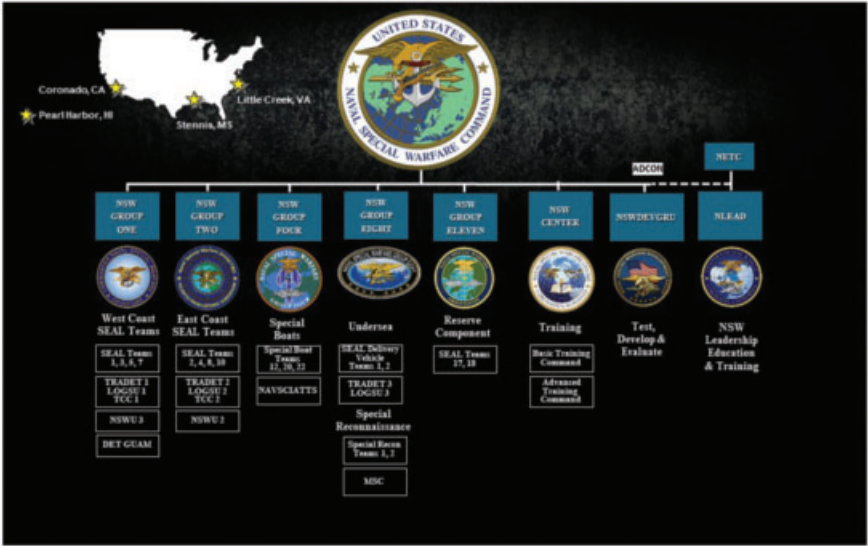 UNITED STATES
NAVAL SPECIAL WARFARE COMMAND
Coronado, CA
Pearl Harbor, HI
Little Creek, VA
Stennis, MS
ADCON
NETC
NSW
GROUP
ONE
NSW
GROUP
TWO
NSW
GROUP
FOUR
NSW
GROUP
EIGHT
NSW
GROUP
ELEVEN
NSW
CENTER
NSWDEVGRU
NLEAD
West Coast
SEAL Teams
SEAL Teams
1, 3, 5, 7
TRADET 1
LOGSU 1
TCC 1
NSWU 3
DET GUAM
East Coast
SEAL Teams
SEAL Teams
2, 4, 8, 10
TRADET 2
LOGSU 2
TCC 2
NSWU 2
Special
Boats
Special Boat
Teams
12, 20, 22
NAVSCIATTS
Undersea
SEAL Delivery
Vehicle
Teams 1, 2
TRADET 3
LOGSU 3
Special
Reconnaissance
Special Recon
Teams 1, 2
MSC
Reserve
Component
SEAL Teams
17, 18
Training
Basic Training
Command
Advanced
Training
Command
Test,
Develop &
Evaluate
NSW
Leadership
Education
& Training